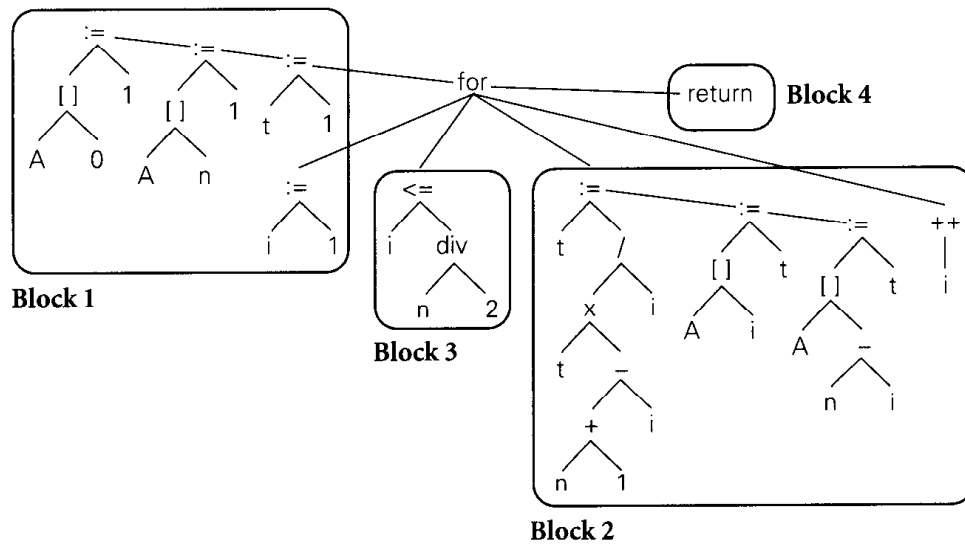 := := :=
for
return Block 4
[ ] 1 [ ] 1 t 1
A 0 A n
:= <= := := := ++
i 1 i div t / [ ] t [ ] t i
Block 1
n 2 x i A i A –
Block 3
t – n i
+ i
n 1
Block 2